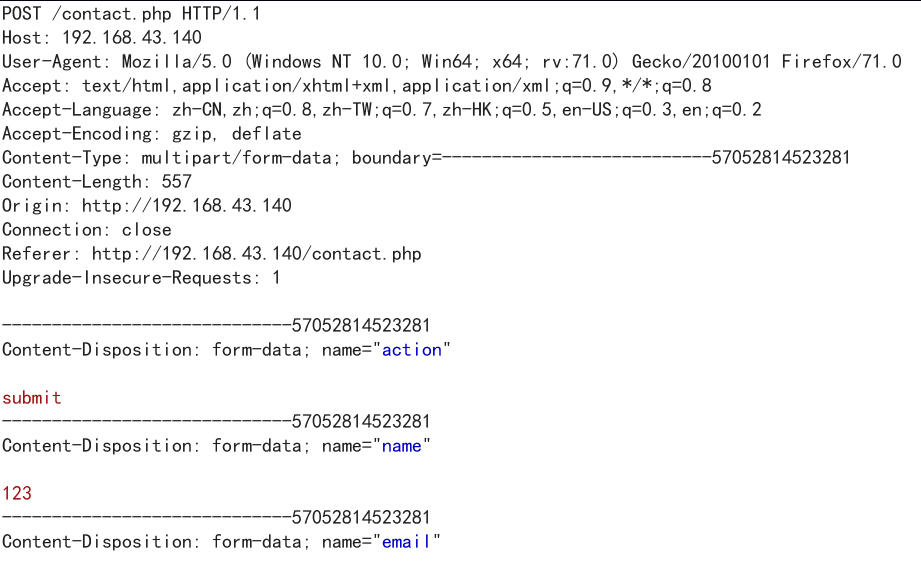 POST /contact.php HTTP/1.1
Host: 192.168.43.140
User-Agent: Mozilla/5.0 (Windows NT 10.0; Win64; x64; rv:71.0) Gecko/20100101 Firefox/71.0
Accept: text/html,application/xhtml+xml,application/xml;q=0.9,*/*;q=0.8
Accept-Language: zh-CN,zh;q=0.8,zh-TW;q=0.7,zh-HK;q=0.5,en-US;q=0.3,en;q=0.2
Accept-Encoding: gzip, deflate
Content-Type: multipart/form-data; boundary=---------------------------57052814523281
Content-Length: 557
Origin: http://192.168.43.140
Connection: close
Referer: http://192.168.43.140/contact.php
Upgrade-Insecure-Requests: 1
-----------------------------57052814523281
Content-Disposition: form-data; name="action"
submit
-----------------------------57052814523281
Content-Disposition: form-data; name="name"
123
-----------------------------57052814523281
Content-Disposition: form-data; name="email"